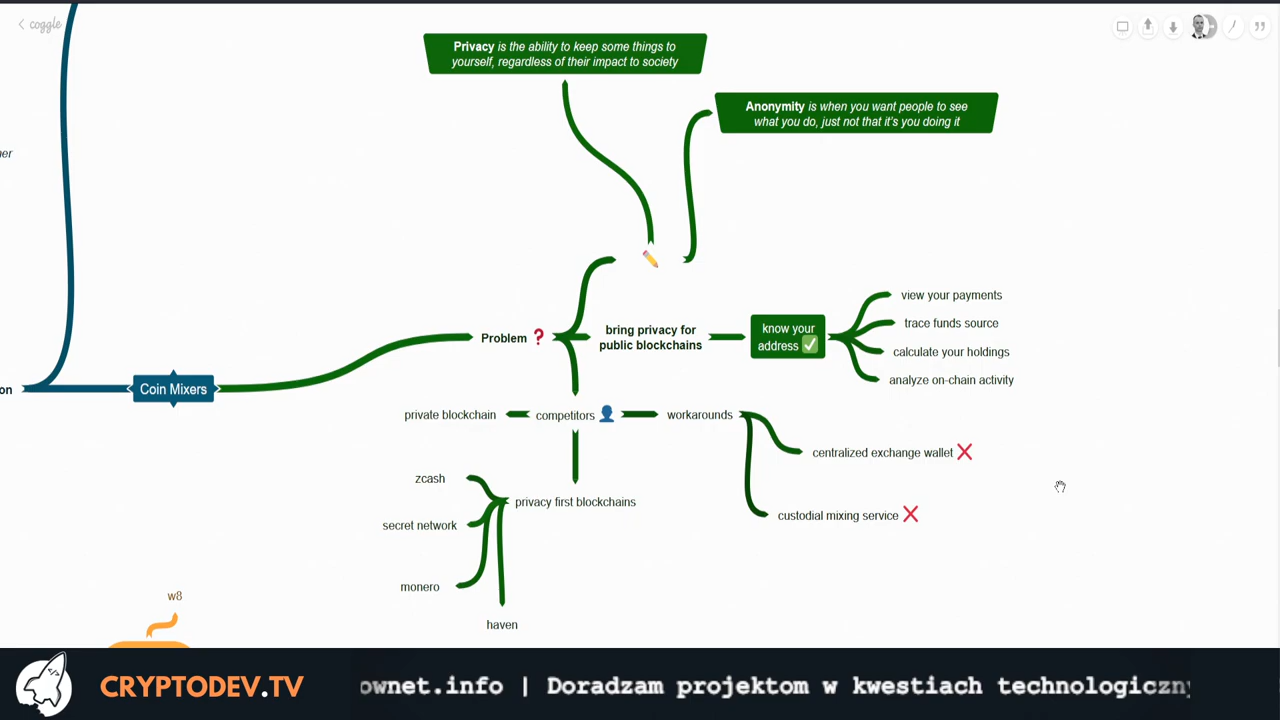 coggle
Privacy is the ability to keep some things to
yourself, regardless of their impact to society
Anonymity is when you want people to see
what you do, just not that it's you doing it
view your payments
know your
address
trace funds source
calculate your holdings
analyze on-chain activity
Problem
bring privacy for
public blockchains
Coin Mixers
private blockchain
competitors
workarounds
centralized exchange wallet
custodial mixing service
zcash
privacy first blockchains
secret network
monero
haven
w8
CRYPTODEV.TV
ownet.info | Doradzam projektom w kwestiach technologiczny